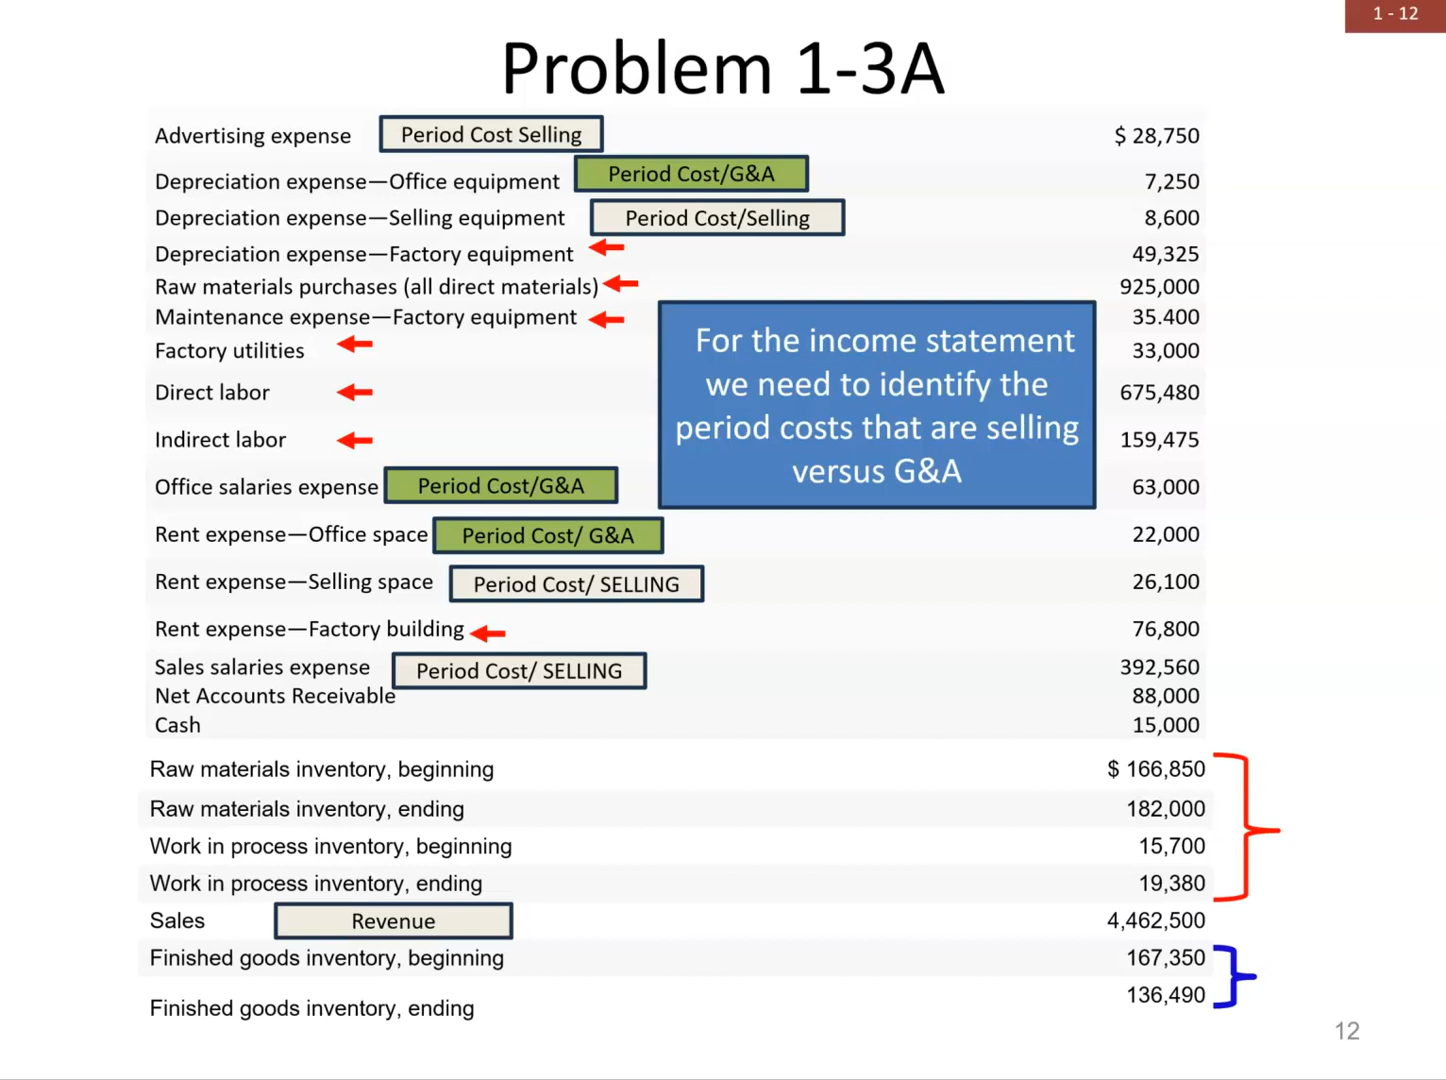 1 - 12
Problem 1-3A
Advertising expense Period Cost Selling $ 28,750
Depreciation expense—Office equipment Period Cost/G&A 7,250
Depreciation expense—Selling equipment Period Cost/Selling 8,600
Depreciation expense—Factory equipment 49,325
Raw materials purchases (all direct materials) 925,000
Maintenance expense—Factory equipment 35.400
Factory utilities 33,000
Direct labor 675,480
Indirect labor 159,475
For the income statement
we need to identify the
period costs that are selling
versus G&A
Office salaries expense Period Cost/G&A 63,000
Rent expense—Office space Period Cost/ G&A 22,000
Rent expense—Selling space Period Cost/ SELLING 26,100
Rent expense—Factory building 76,800
Sales salaries expense Period Cost/ SELLING 392,560
Net Accounts Receivable 88,000
Cash 15,000
Raw materials inventory, beginning $ 166,850
Raw materials inventory, ending 182,000
Work in process inventory, beginning 15,700
Work in process inventory, ending 19,380
Sales Revenue 4,462,500
Finished goods inventory, beginning 167,350
Finished goods inventory, ending 136,490
12